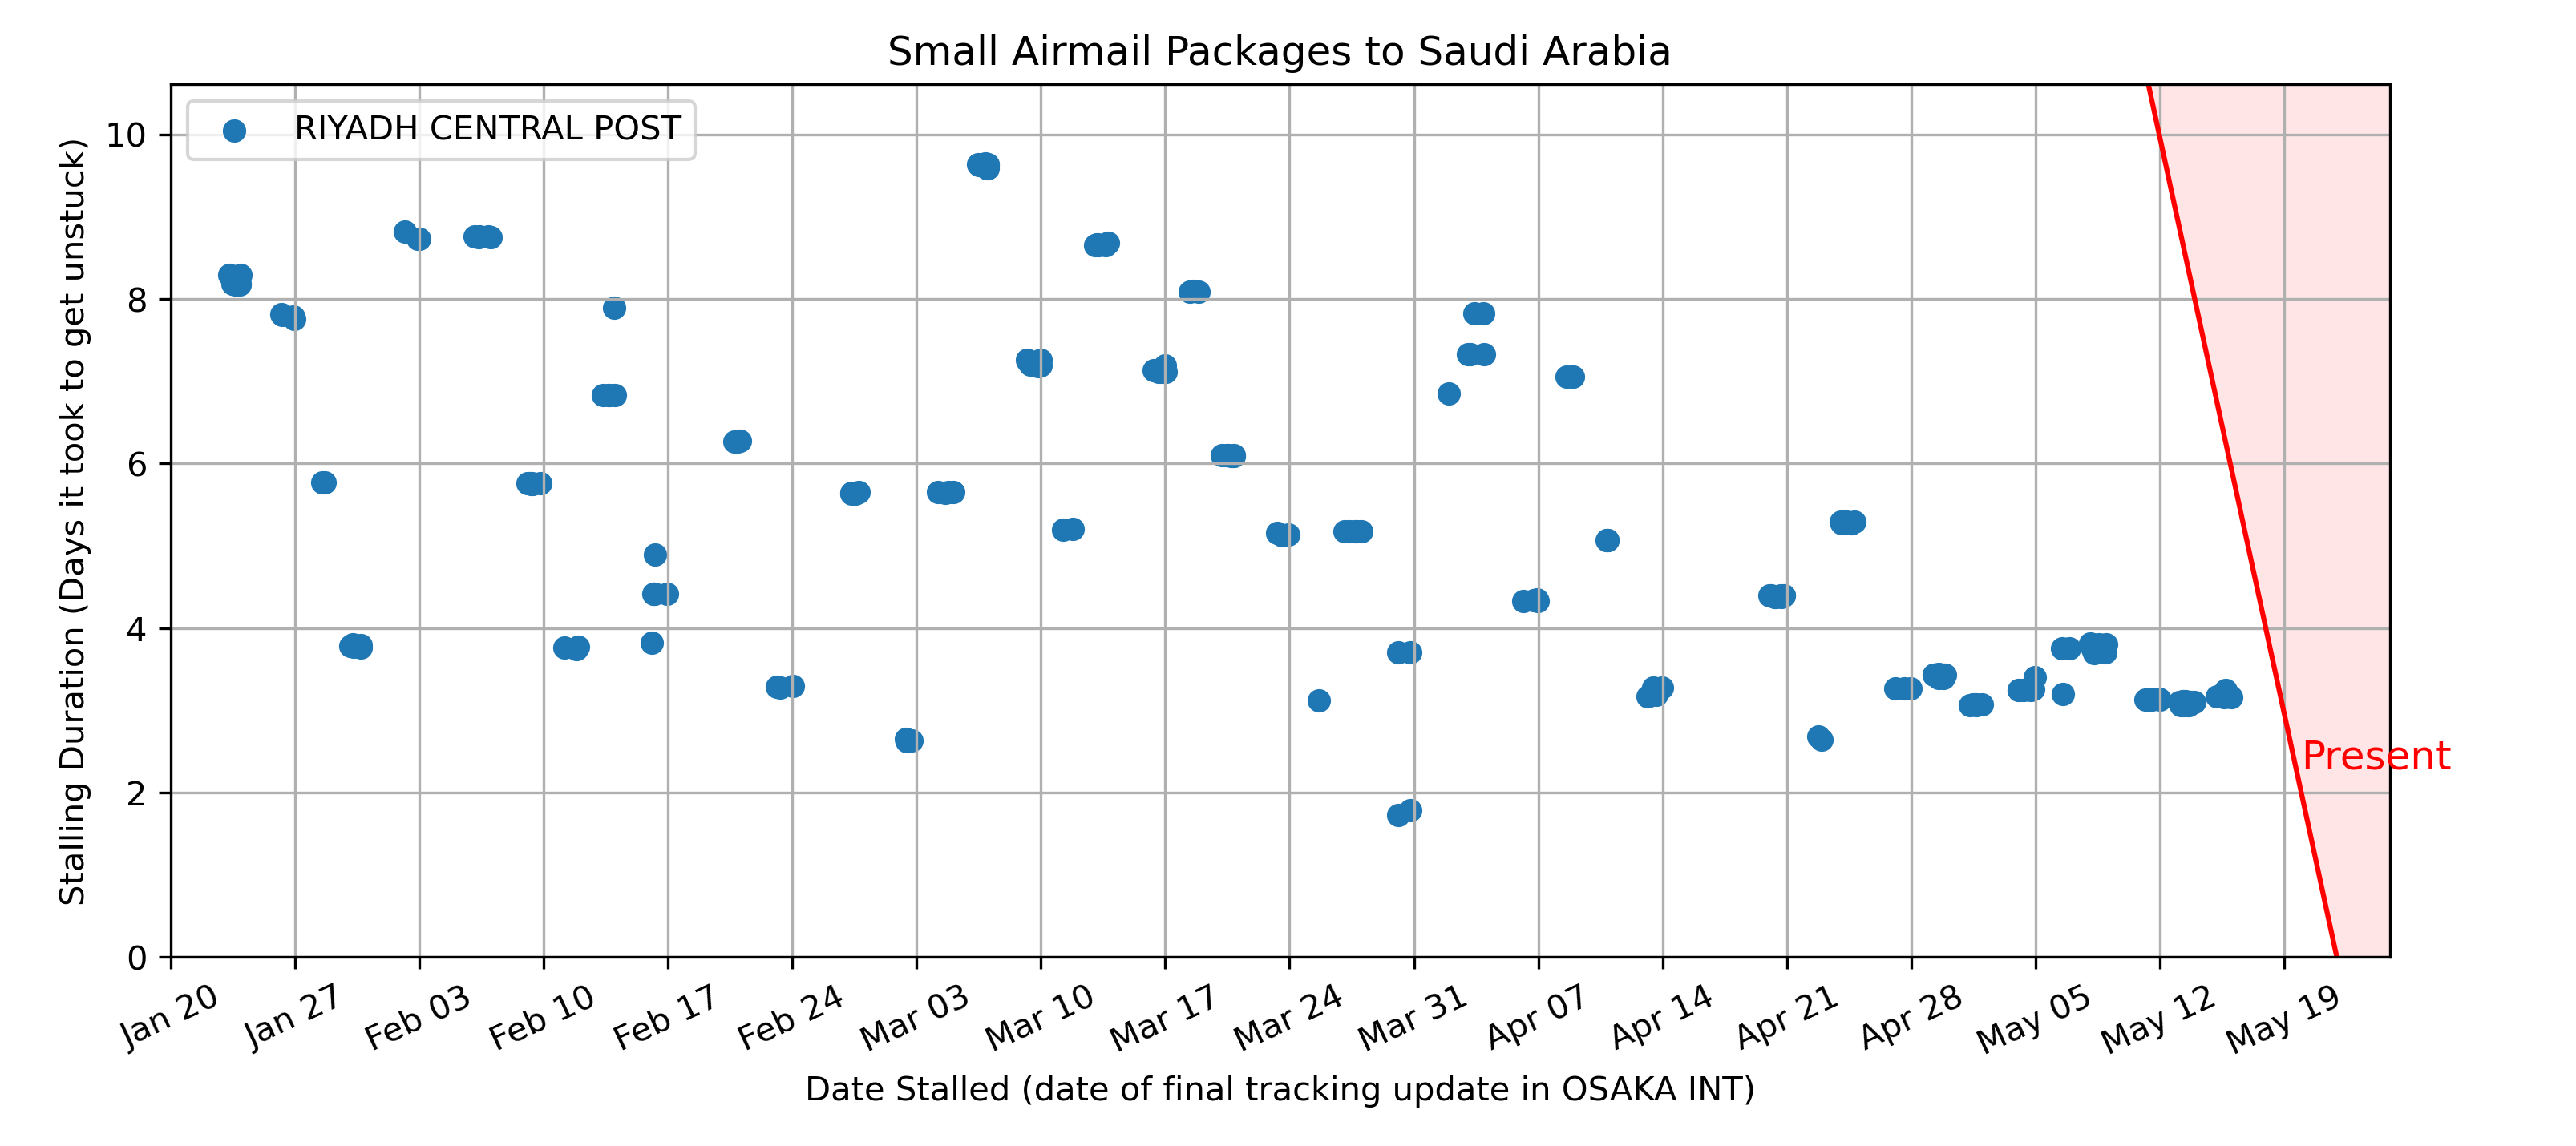 Small Airmail Packages to Saudi Arabia
RIYADH CENTRAL POST
Stalling Duration (Days it took to get unstuck)
10
8
6
4
2
0
Present
Jan 20
Jan 27
Feb 03
Feb 10
Feb 17
Feb 24
Mar 03
Mar 10
Mar 17
Mar 24
Mar 31
Apr 07
Apr 14
Apr 21
Apr 28
May 05
May 12
May 19
Date Stalled (date of final tracking update in OSAKA INT)